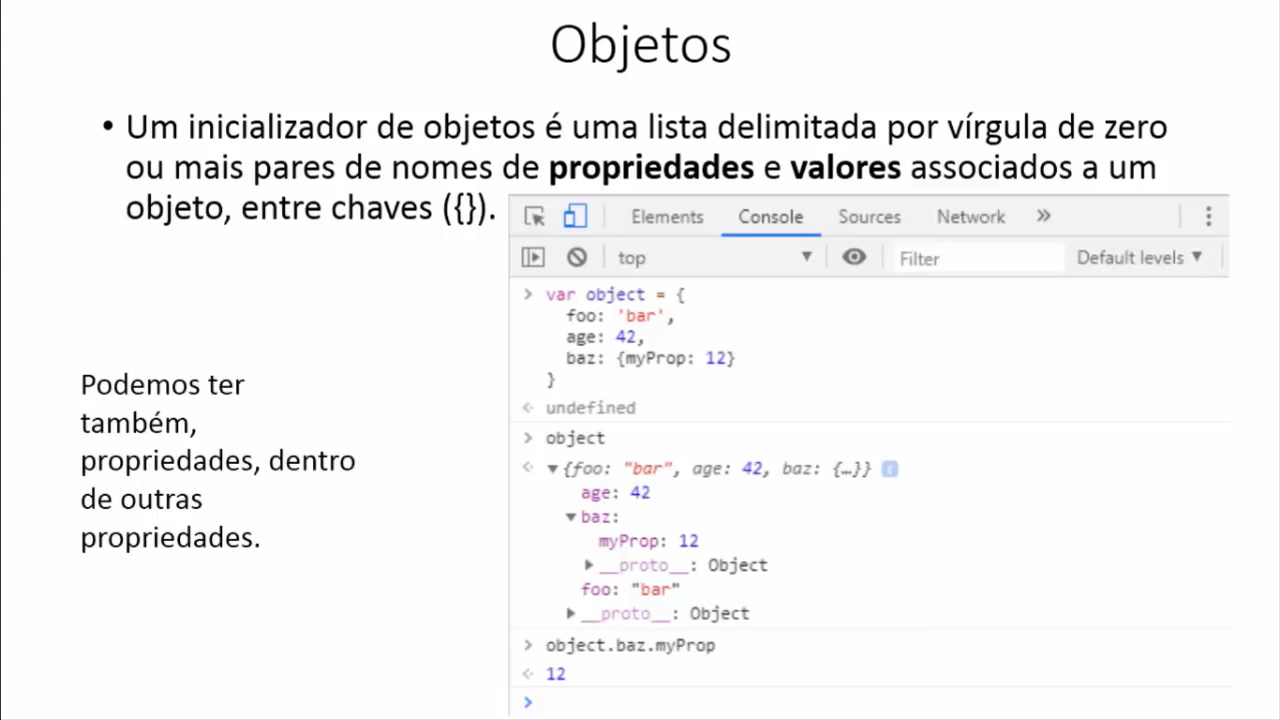 Objetos
• Um inicializador de objetos é uma lista delimitada por vírgula de zero
ou mais pares de nomes de propriedades e valores associados a um
objeto, entre chaves ({}).
Elements Console Sources Network »
top ▼ Filter Default levels ▼
> var object = {
foo: 'bar',
age: 42,
baz: {myProp: 12}
}
<· undefined
> object
<· ▼{foo: "bar", age: 42, baz: {…}} i
age: 42
▼baz:
myProp: 12
▶__proto__: Object
foo: "bar"
▶__proto__: Object
> object.baz.myProp
<· 12
>
Podemos ter
também,
propriedades, dentro
de outras
propriedades.